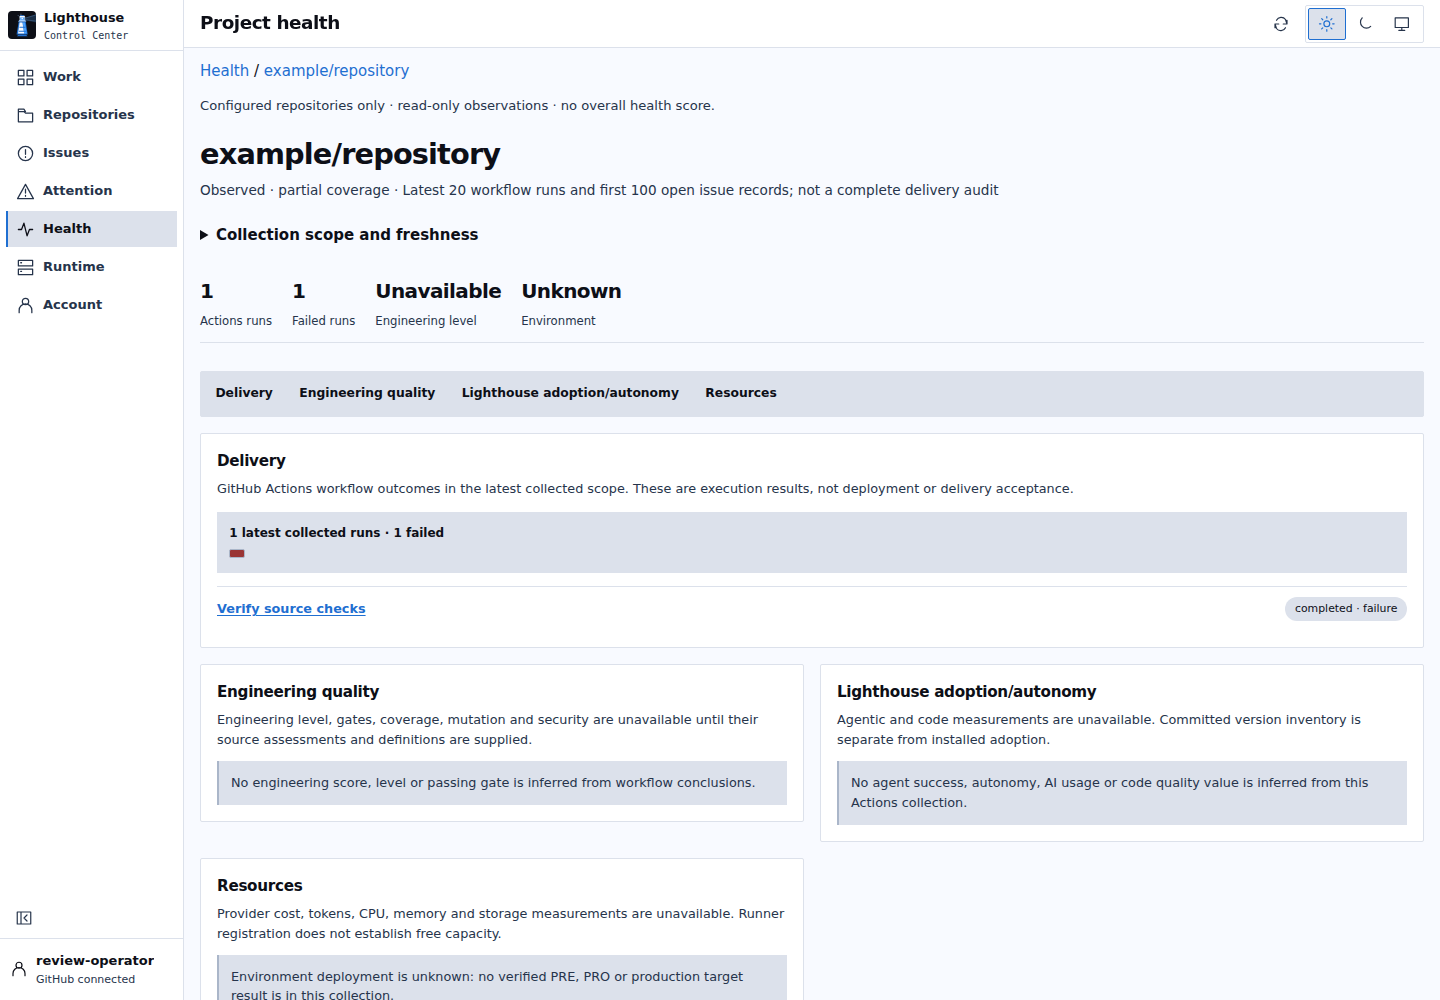 Lighthouse
Control Center
Work
Repositories
Issues
Attention
Health
Runtime
Account
review-operator
GitHub connected
Project health
Health / example/repository
Configured repositories only · read-only observations · no overall health score.
example/repository
Observed · partial coverage · Latest 20 workflow runs and first 100 open issue records; not a complete delivery audit
Collection scope and freshness
1
Actions runs
1
Failed runs
Unavailable
Engineering level
Unknown
Environment
Delivery
Engineering quality
Lighthouse adoption/autonomy
Resources
Delivery
GitHub Actions workflow outcomes in the latest collected scope. These are execution results, not deployment or delivery acceptance.
1 latest collected runs · 1 failed
Verify source checks
completed · failure
Engineering quality
Engineering level, gates, coverage, mutation and security are unavailable until their
source assessments and definitions are supplied.
No engineering score, level or passing gate is inferred from workflow conclusions.
Lighthouse adoption/autonomy
Agentic and code measurements are unavailable. Committed version inventory is
separate from installed adoption.
No agent success, autonomy, AI usage or code quality value is inferred from this
Actions collection.
Resources
Provider cost, tokens, CPU, memory and storage measurements are unavailable. Runner
registration does not establish free capacity.
Environment deployment is unknown: no verified PRE, PRO or production target
result is in this collection.